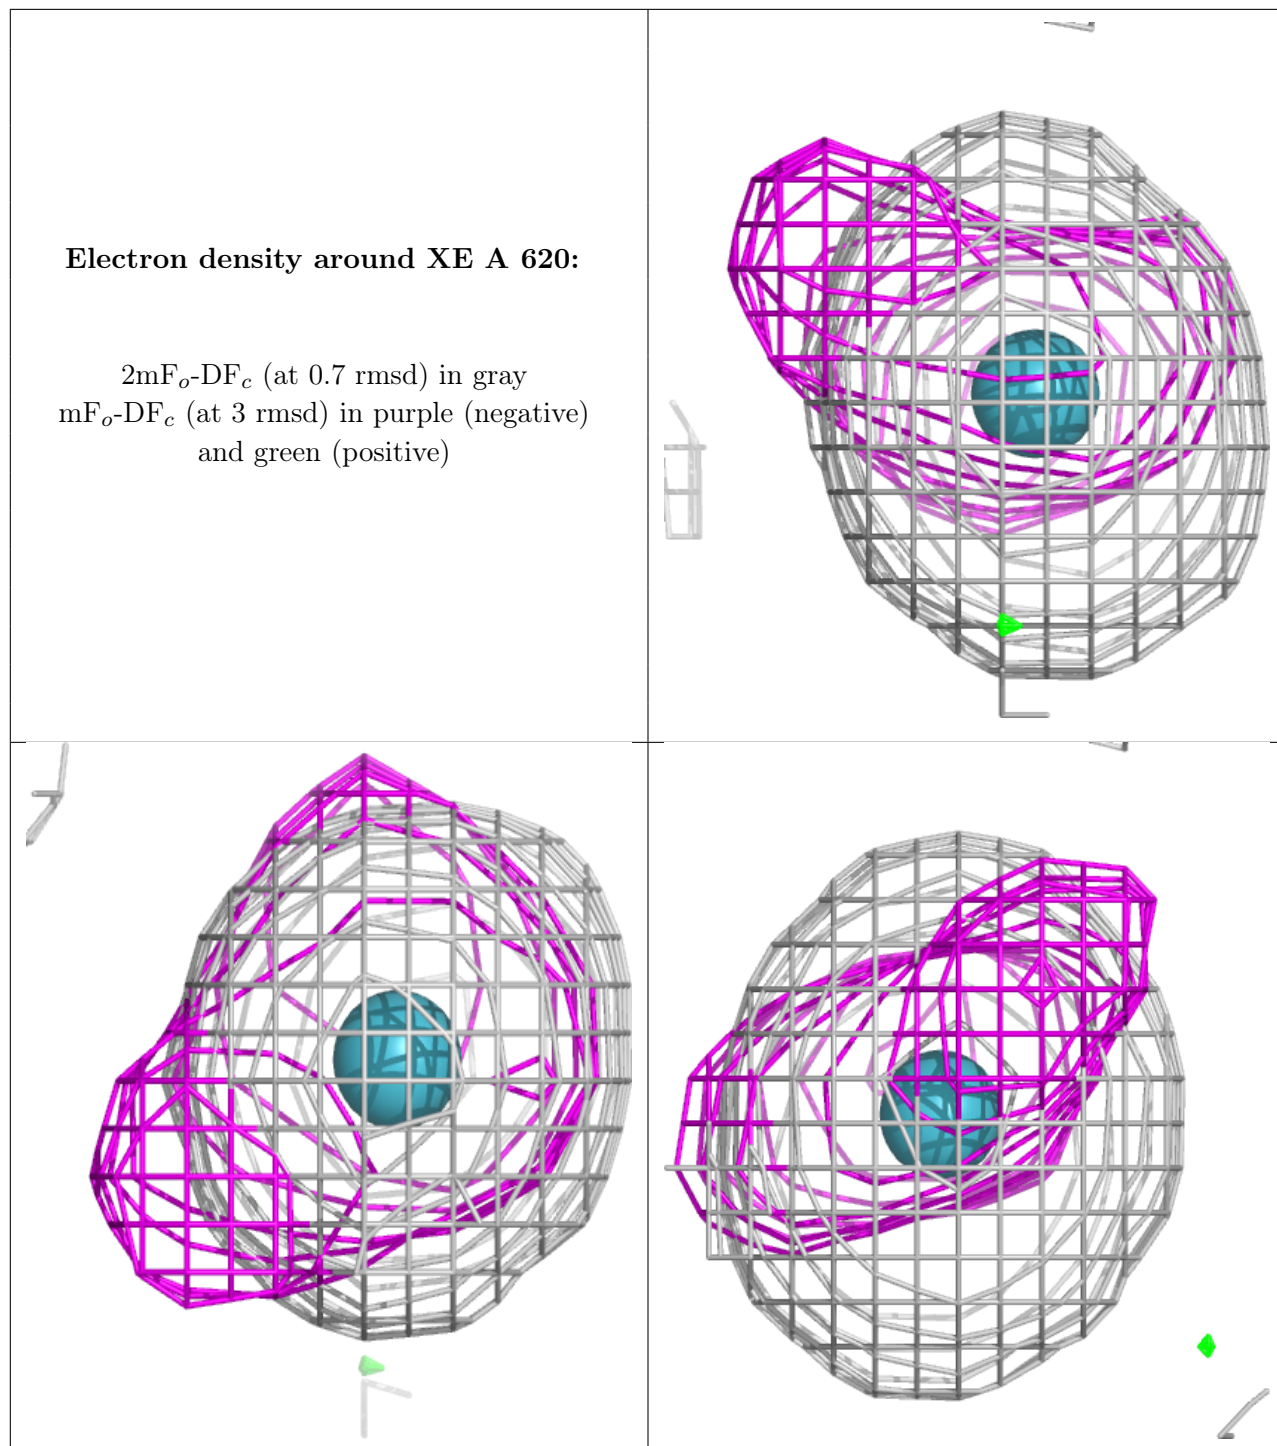 Electron density around XE A 620:
2mFo-DFc (at 0.7 rmsd) in gray
mFo-DFc (at 3 rmsd) in purple (negative)
and green (positive)